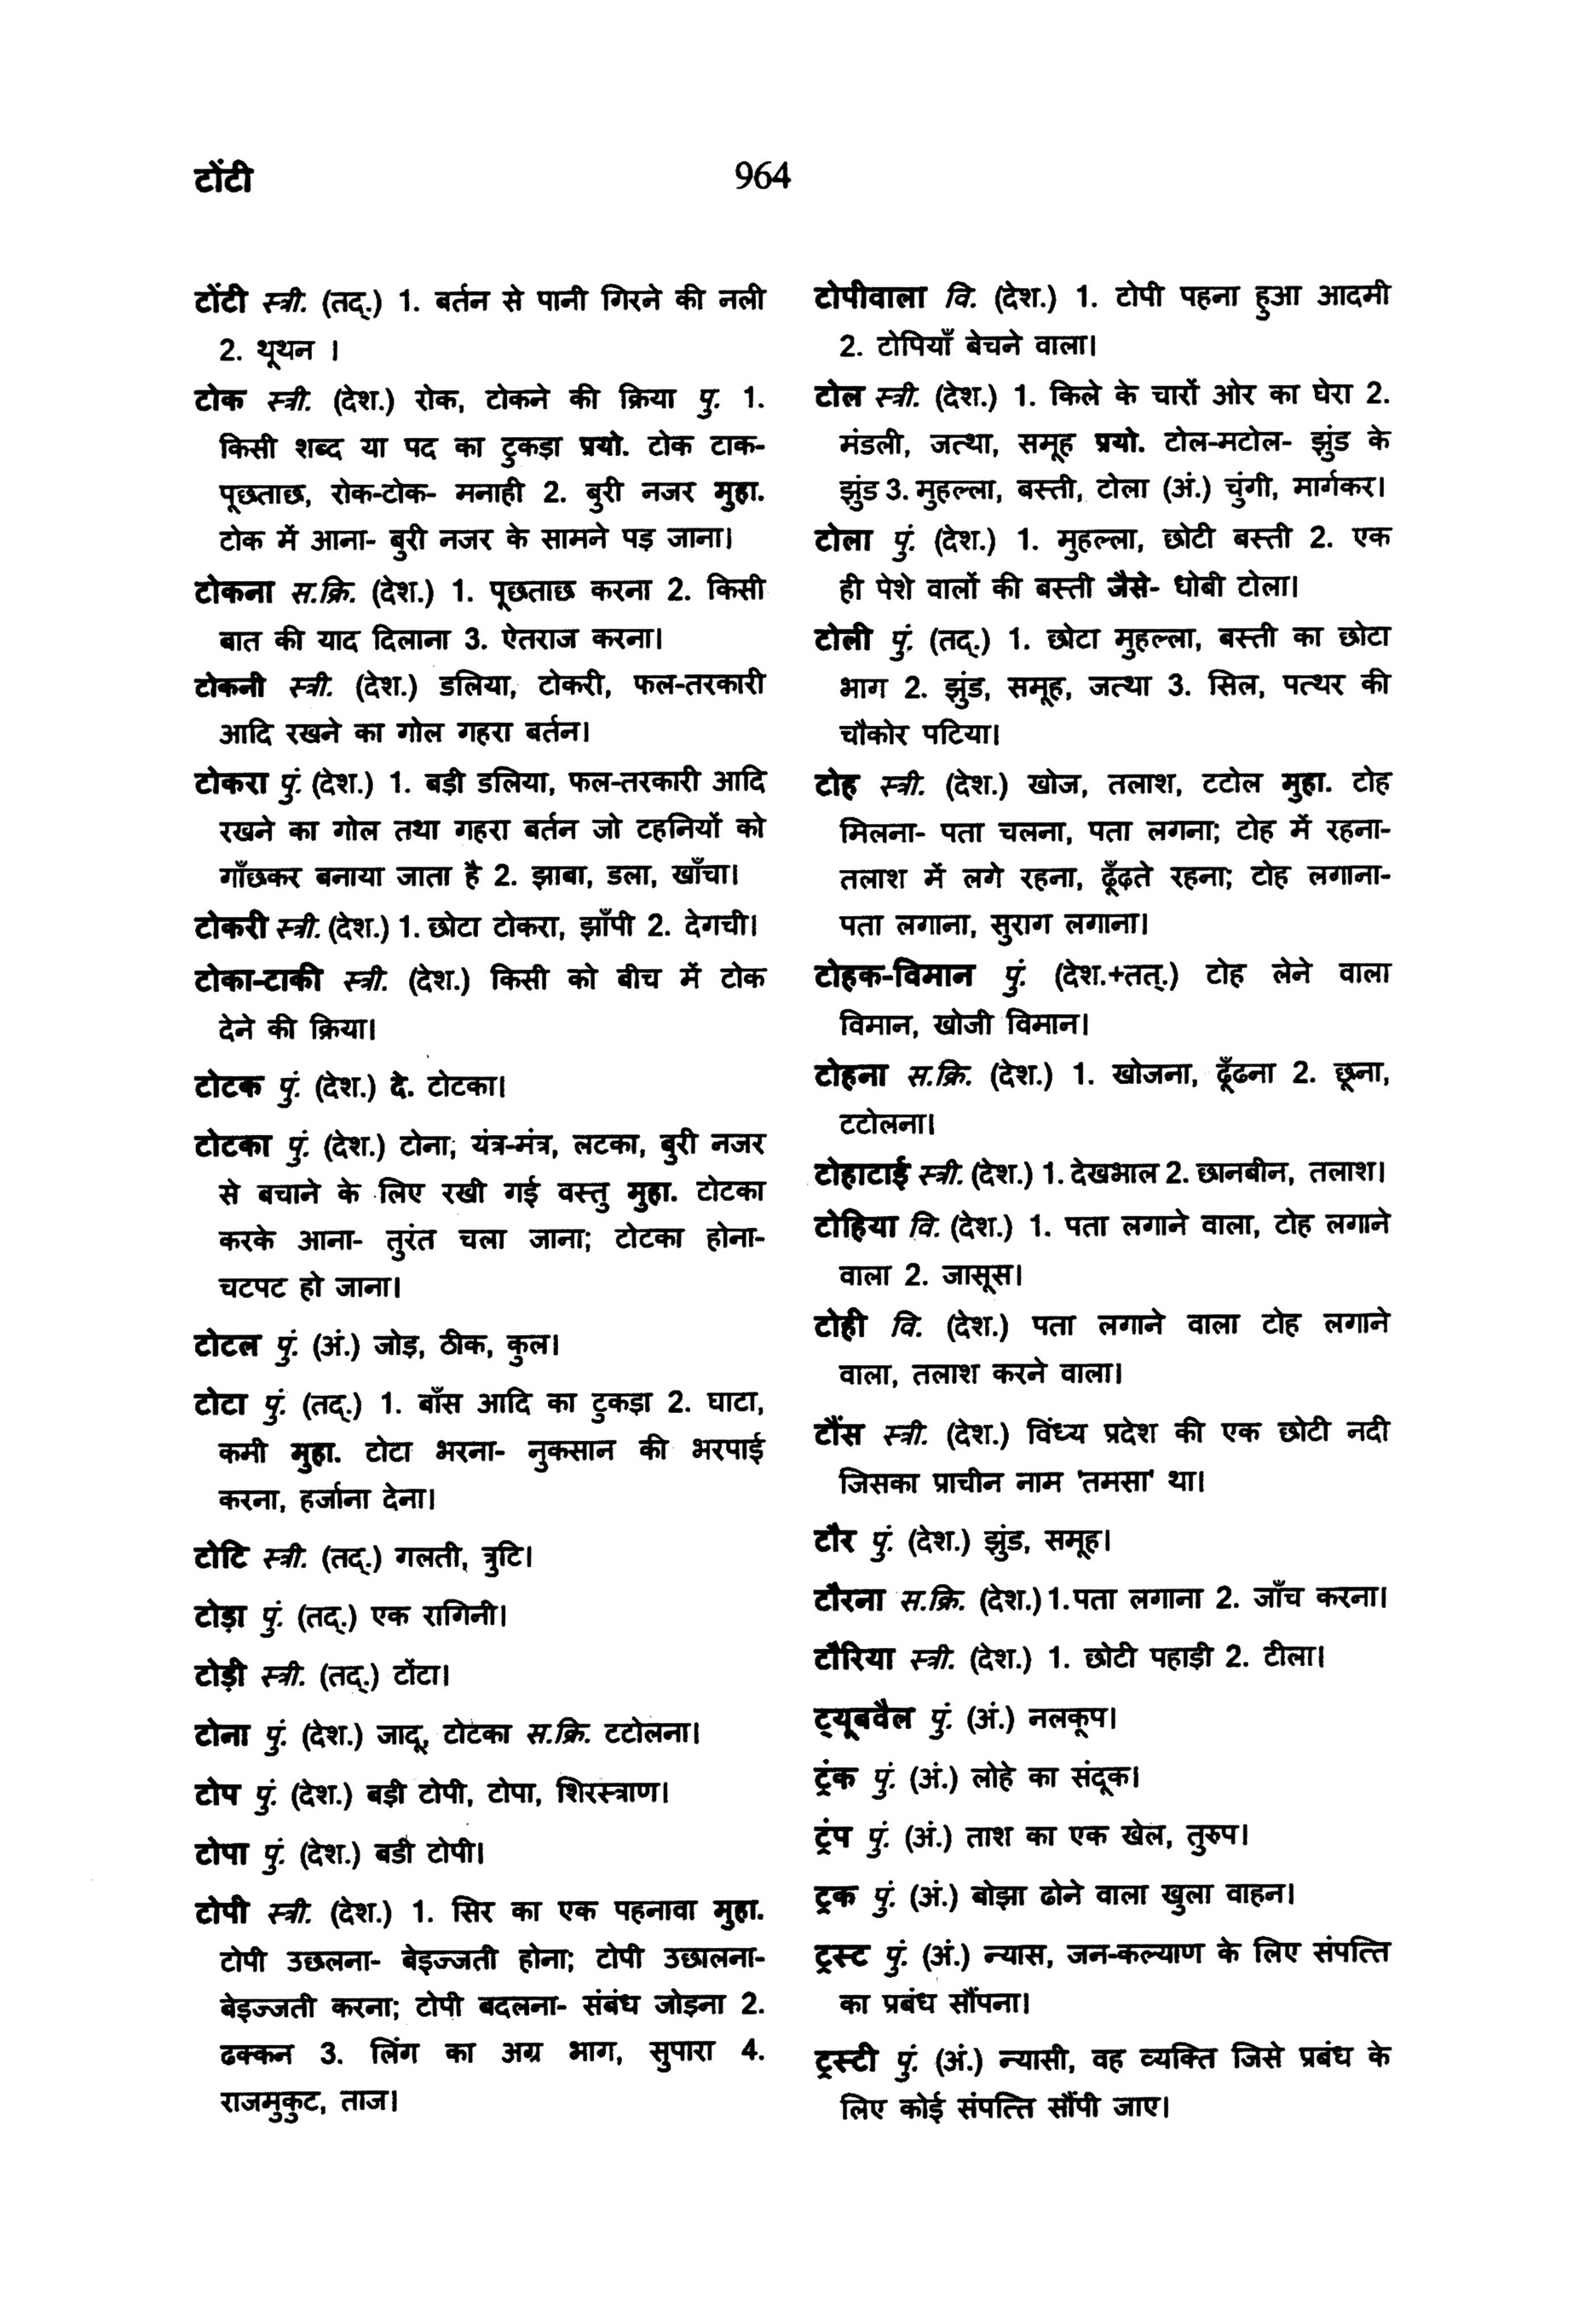 टोंटी
964
टोंटी स्त्री. (तद्.) 1. बर्तन से पानी गिरने की नली
2. थूथन ।
टोक स्त्री. (देश.) रोक, टोकने की क्रिया पु. 1.
किसी शब्द या पद का टुकड़ा प्रयो. टोक टाक-
पूछताछ, रोक-टोक- मनाही 2. बुरी नजर मुहा.
टोक में आना- बुरी नजर के सामने पड़ जाना।
टोकना स.क्रि. (देश.) 1. पूछताछ करना 2. किसी
बात की याद दिलाना 3. ऐतराज करना।
टोकनी स्त्री. (देश.) डलिया, टोकरी, फल-तरकारी
आदि रखने का गोल गहरा बर्तन।
टोकरा पुं. (देश.) 1. बड़ी डलिया, फल-तरकारी आदि
रखने का गोल तथा गहरा बर्तन जो टहनियों को
गाँछकर बनाया जाता है 2. झाबा, डला, खाँचा।
टोकरी स्त्री. (देश.) 1. छोटा टोकरा, झाँपी 2. देगची।
टोका-टाकी स्त्री. (देश.) किसी को बीच में टोक
देने की क्रिया।
टोटक पुं. (देश.) दे. टोटका।
टोटका पुं. (देश.) टोना; यंत्र-मंत्र, लटका, बुरी नजर
से बचाने के लिए रखी गई वस्तु मुहा. टोटका
करके आना- तुरंत चला जाना; टोटका होना-
चटपट हो जाना।
टोटल पुं. (अं.) जोड़, ठीक, कुल।
टोटा पुं. (तद्.) 1. बाँस आदि का टुकड़ा 2. घाटा,
कमी मुहा. टोटा भरना- नुकसान की भरपाई
करना, हर्जाना देना।
टोटि स्त्री. (तद्.) गलती, त्रुटि।
टोड़ा पुं. (तद्.) एक रागिनी।
टोड़ी स्त्री. (तद्.) टोंटा।
टोना पुं. (देश.) जादू, टोटका स.क्रि. टटोलना।
टोप पुं. (देश.) बड़ी टोपी, टोपा, शिरस्त्राण।
टोपा पुं. (देश.) बडी टोपी।
टोपी स्त्री. (देश.) 1. सिर का एक पहनावा मुहा.
टोपी उछलना- बेइज्जती होना; टोपी उछालना-
बेइज्जती करना; टोपी बदलना- संबंध जोड़ना 2.
ढक्कन 3. लिंग का अग्र भाग, सुपारा 4.
राजमुकुट, ताज।
टोपीवाला वि. (देश.) 1. टोपी पहना हुआ आदमी
2. टोपियाँ बेचने वाला।
टोल स्त्री. (देश.) 1. किले के चारों ओर का घेरा 2.
मंडली, जत्था, समूह प्रयो. टोल-मटोल- झुंड के
झुंड 3. मुहल्ला, बस्ती, टोला (अं.) चुंगी, मार्गकर।
टोला पुं. (देश.) 1. मुहल्ला, छोटी बस्ती 2. एक
ही पेशे वालों की बस्ती जैसे- धोबी टोला।
टोली पुं. (तद्.) 1. छोटा मुहल्ला, बस्ती का छोटा
भाग 2. झुंड, समूह, जत्था 3. सिल, पत्थर की
चौकोर पटिया।
टोह स्त्री. (देश.) खोज, तलाश, टटोल मुहा. टोह
मिलना- पता चलना, पता लगना; टोह में रहना-
तलाश में लगे रहना, ढूँढ़ते रहना; टोह लगाना-
पता लगाना, सुराग लगाना।
टोहक-विमान पुं. (देश.+तत्.) टोह लेने वाला
विमान, खोजी विमान।
टोहना स.क्रि. (देश.) 1. खोजना, ढूँढना 2. छूना,
टटोलना।
टोहाटाई स्त्री. (देश.) 1. देखभाल 2. छानबीन, तलाश।
टोहिया वि. (देश.) 1. पता लगाने वाला, टोह लगाने
वाला 2. जासूस।
टोही वि. (देश.) पता लगाने वाला टोह लगाने
वाला, तलाश करने वाला।
टौंस स्त्री. (देश.) विंध्य प्रदेश की एक छोटी नदी
जिसका प्राचीन नाम 'तमसा' था।
टौर पुं. (देश.) झुंड, समूह।
टौरना स.क्रि. (देश.) 1. पता लगाना 2. जाँच करना।
टौरिया स्त्री. (देश.) 1. छोटी पहाड़ी 2. टीला।
ट्यूबवैल पुं. (अं.) नलकूप।
ट्रंक पुं. (अं.) लोहे का संदूक।
ट्रंप पुं. (अं.) ताश का एक खेल, तुरुप।
ट्रक पुं. (अं.) बोझा ढोने वाला खुला वाहन।
ट्रस्ट पुं. (अं.) न्यास, जन-कल्याण के लिए संपत्ति
का प्रबंध सौंपना।
ट्रस्टी पुं. (अं.) न्यासी, वह व्यक्ति जिसे प्रबंध के
लिए कोई संपत्ति सौंपी जाए।